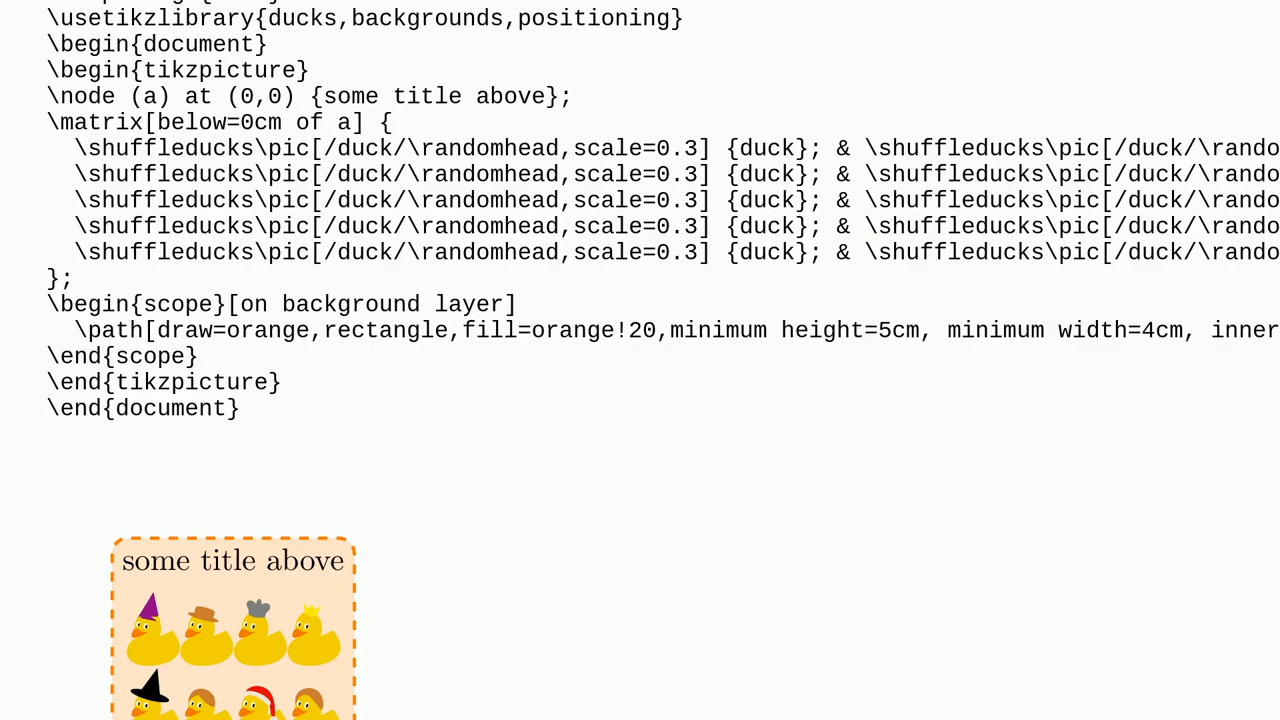 \usetikzlibrary{ducks,backgrounds,positioning}
\begin{document}
\begin{tikzpicture}
\node (a) at (0,0) {some title above};
\matrix[below=0cm of a] {
  \shuffleducks\pic[/duck/\randomhead,scale=0.3] {duck}; & \shuffleducks\pic[/duck/\rando
  \shuffleducks\pic[/duck/\randomhead,scale=0.3] {duck}; & \shuffleducks\pic[/duck/\rando
  \shuffleducks\pic[/duck/\randomhead,scale=0.3] {duck}; & \shuffleducks\pic[/duck/\rando
  \shuffleducks\pic[/duck/\randomhead,scale=0.3] {duck}; & \shuffleducks\pic[/duck/\rando
  \shuffleducks\pic[/duck/\randomhead,scale=0.3] {duck}; & \shuffleducks\pic[/duck/\rando
};
\begin{scope}[on background layer]
  \path[draw=orange,rectangle,fill=orange!20,minimum height=5cm, minimum width=4cm, inner
\end{scope}
\end{tikzpicture}
\end{document}
some title above